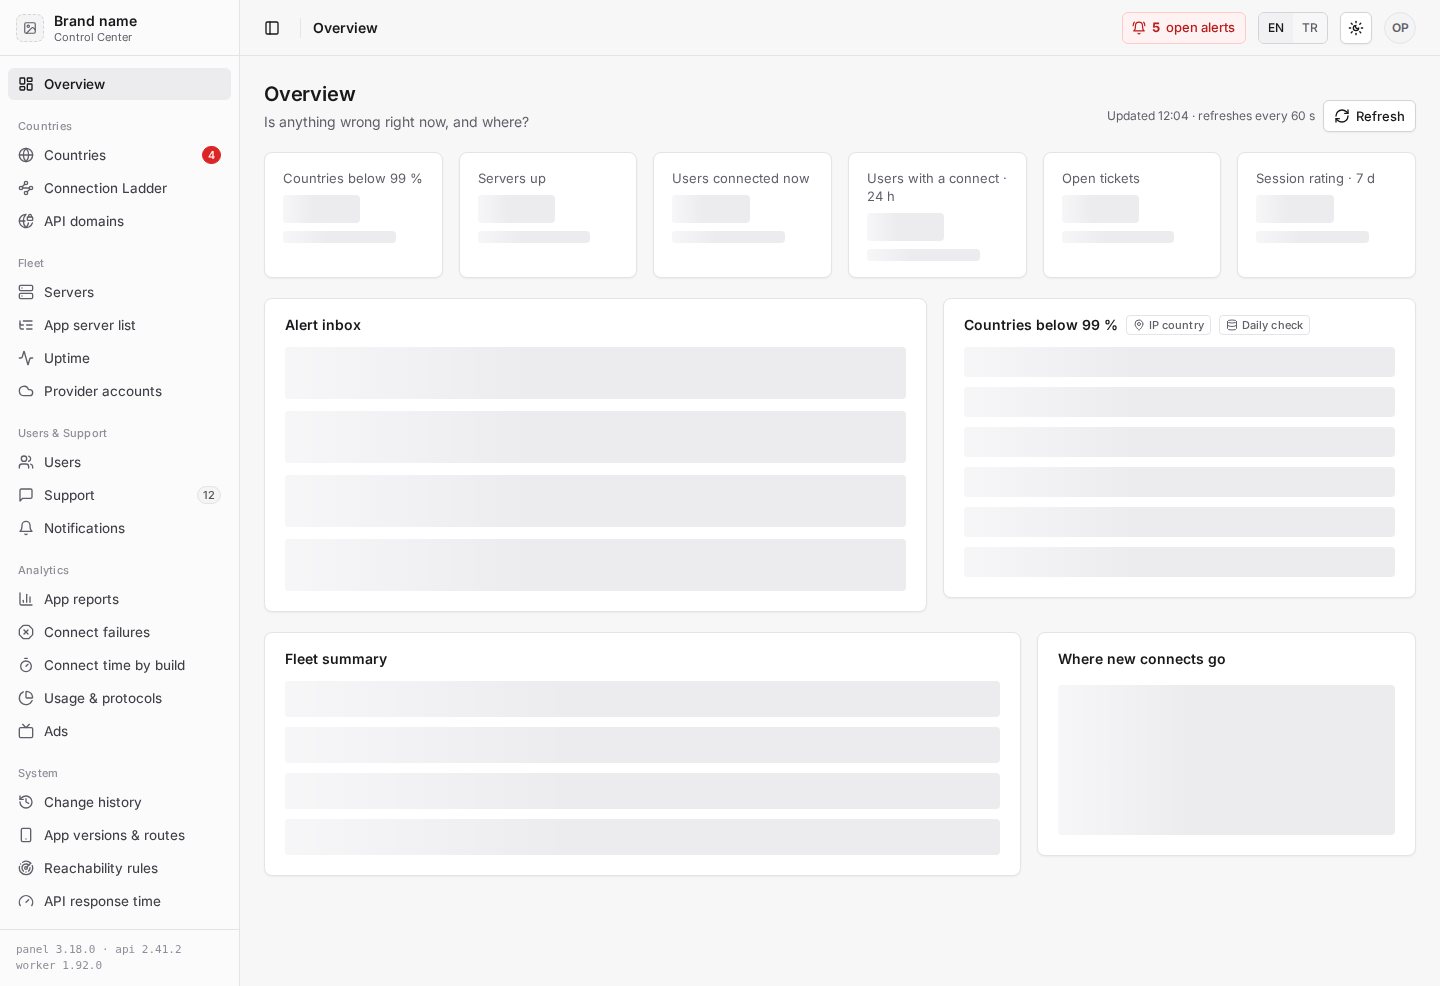 Brand name
Control Center
Overview
Countries
Countries 4
Connection Ladder
API domains
Fleet
Servers
App server list
Uptime
Provider accounts
Users & Support
Users
Support 12
Notifications
Analytics
App reports
Connect failures
Connect time by build
Usage & protocols
Ads
System
Change history
App versions & routes
Reachability rules
API response time
panel 3.18.0 · api 2.41.2
worker 1.92.0
Overview
5 open alerts
EN TR
OP
Overview
Is anything wrong right now, and where?
Updated 12:04 · refreshes every 60 s
Refresh
Countries below 99 %
Servers up
Users connected now
Users with a connect ·
24 h
Open tickets
Session rating · 7 d
Alert inbox
Countries below 99 % IP country Daily check
Fleet summary
Where new connects go